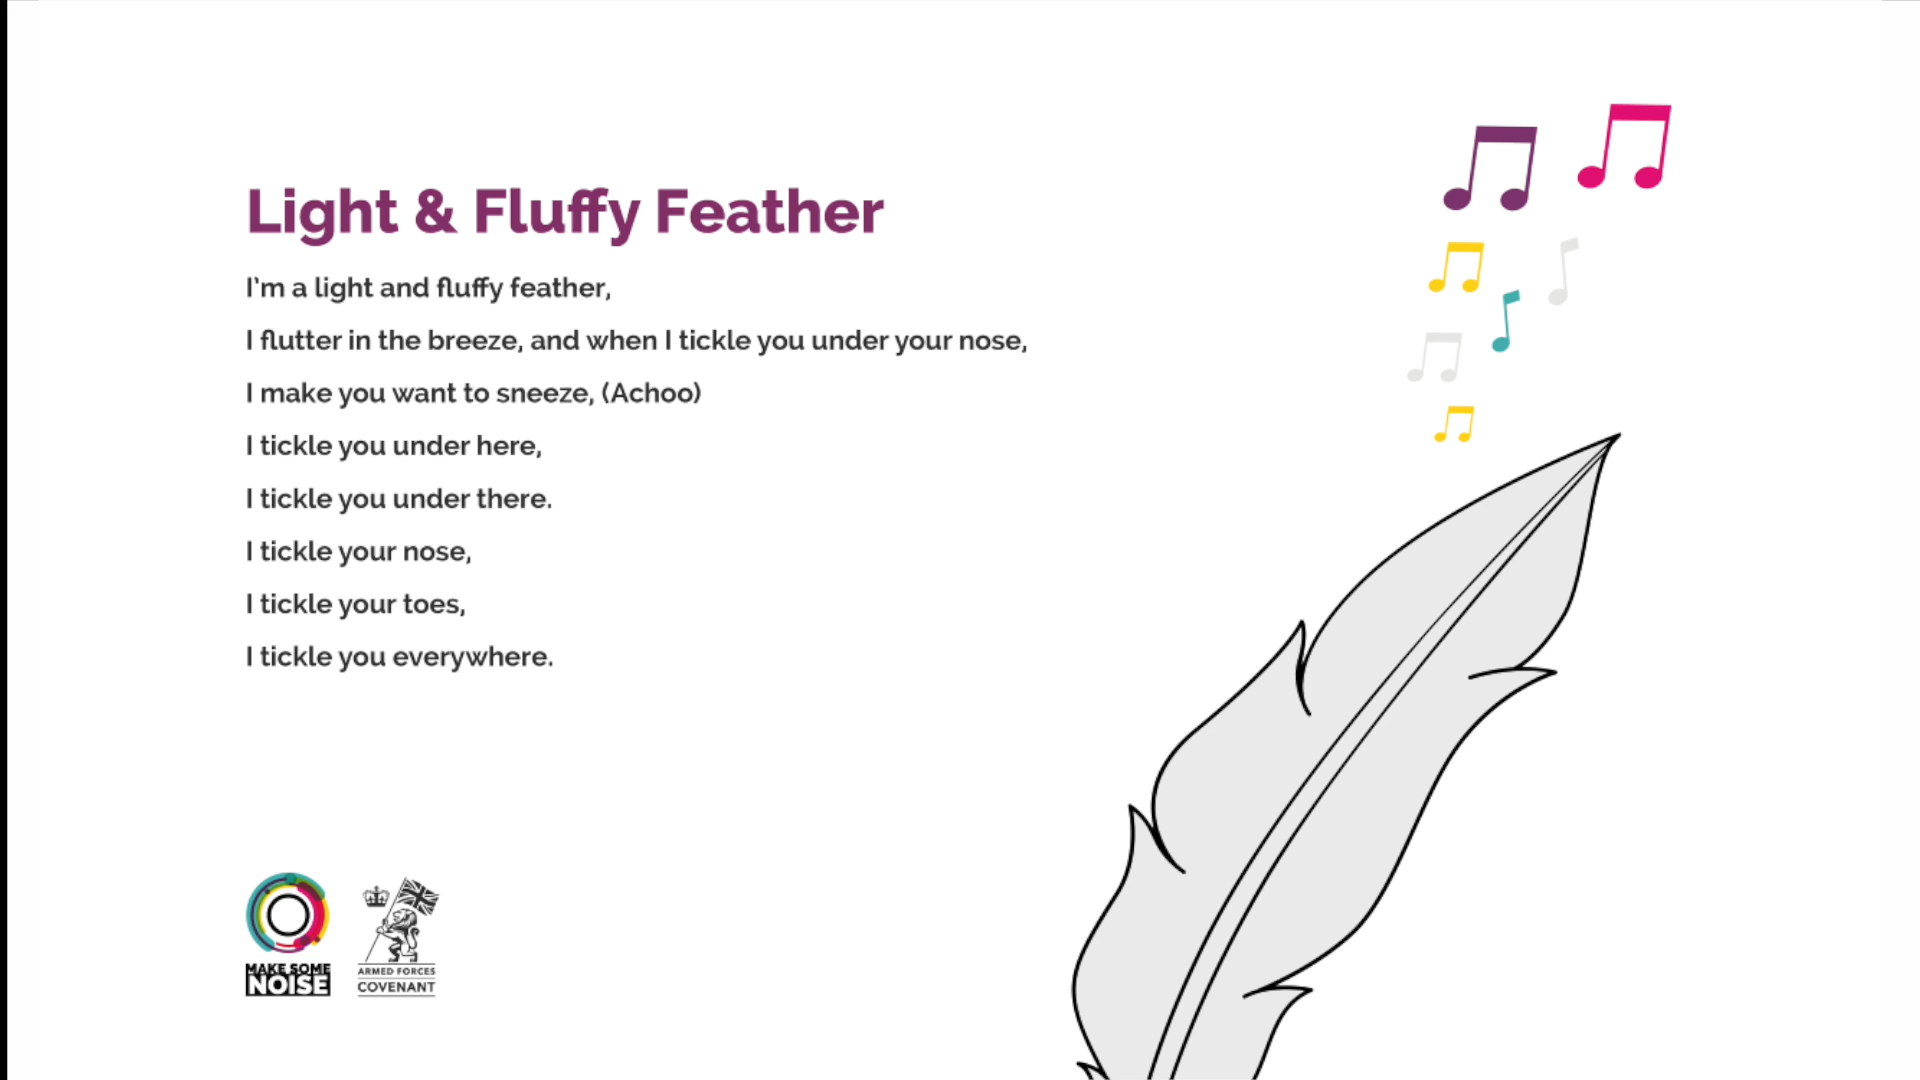 Light & Fluffy Feather
I'm a light and fluffy feather,
I flutter in the breeze, and when I tickle you under your nose,
I make you want to sneeze, (Achoo)
I tickle you under here,
I tickle you under there.
I tickle your nose,
I tickle your toes,
I tickle you everywhere.
MAKE SOME
NOISE
ARMED FORCES
COVENANT